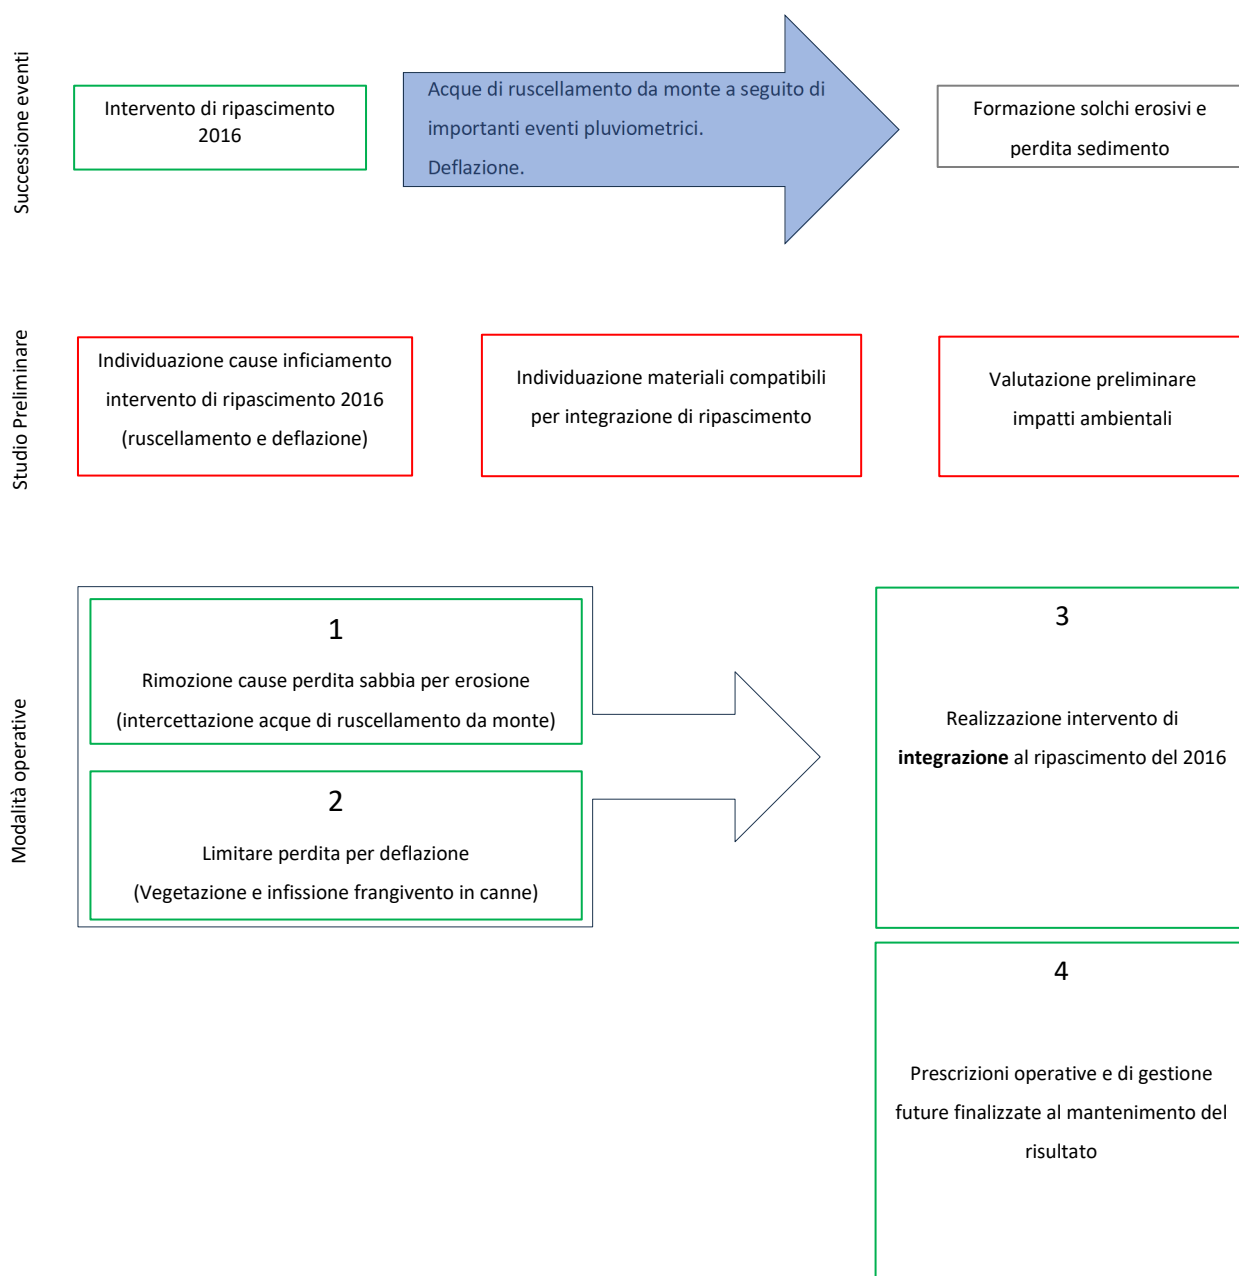 Successione eventi
Intervento di ripascimento
2016
Acque di ruscellamento da monte a seguito di
importanti eventi pluviometrici.
Deflazione.
Formazione solchi erosivi e
perdita sedimento
Studio Preliminare
Individuazione cause inficiamento
intervento di ripascimento 2016
(ruscellamento e deflazione)
Individuazione materiali compatibili
per integrazione di ripascimento
Valutazione preliminare
impatti ambientali
Modalità operative
1
Rimozione cause perdita sabbia per erosione
(intercettazione acque di ruscellamento da monte)
2
Limitare perdita per deflazione
(Vegetazione e infissione frangivento in canne)
3
Realizzazione intervento di
integrazione al ripascimento del 2016
4
Prescrizioni operative e di gestione
future finalizzate al mantenimento del
risultato